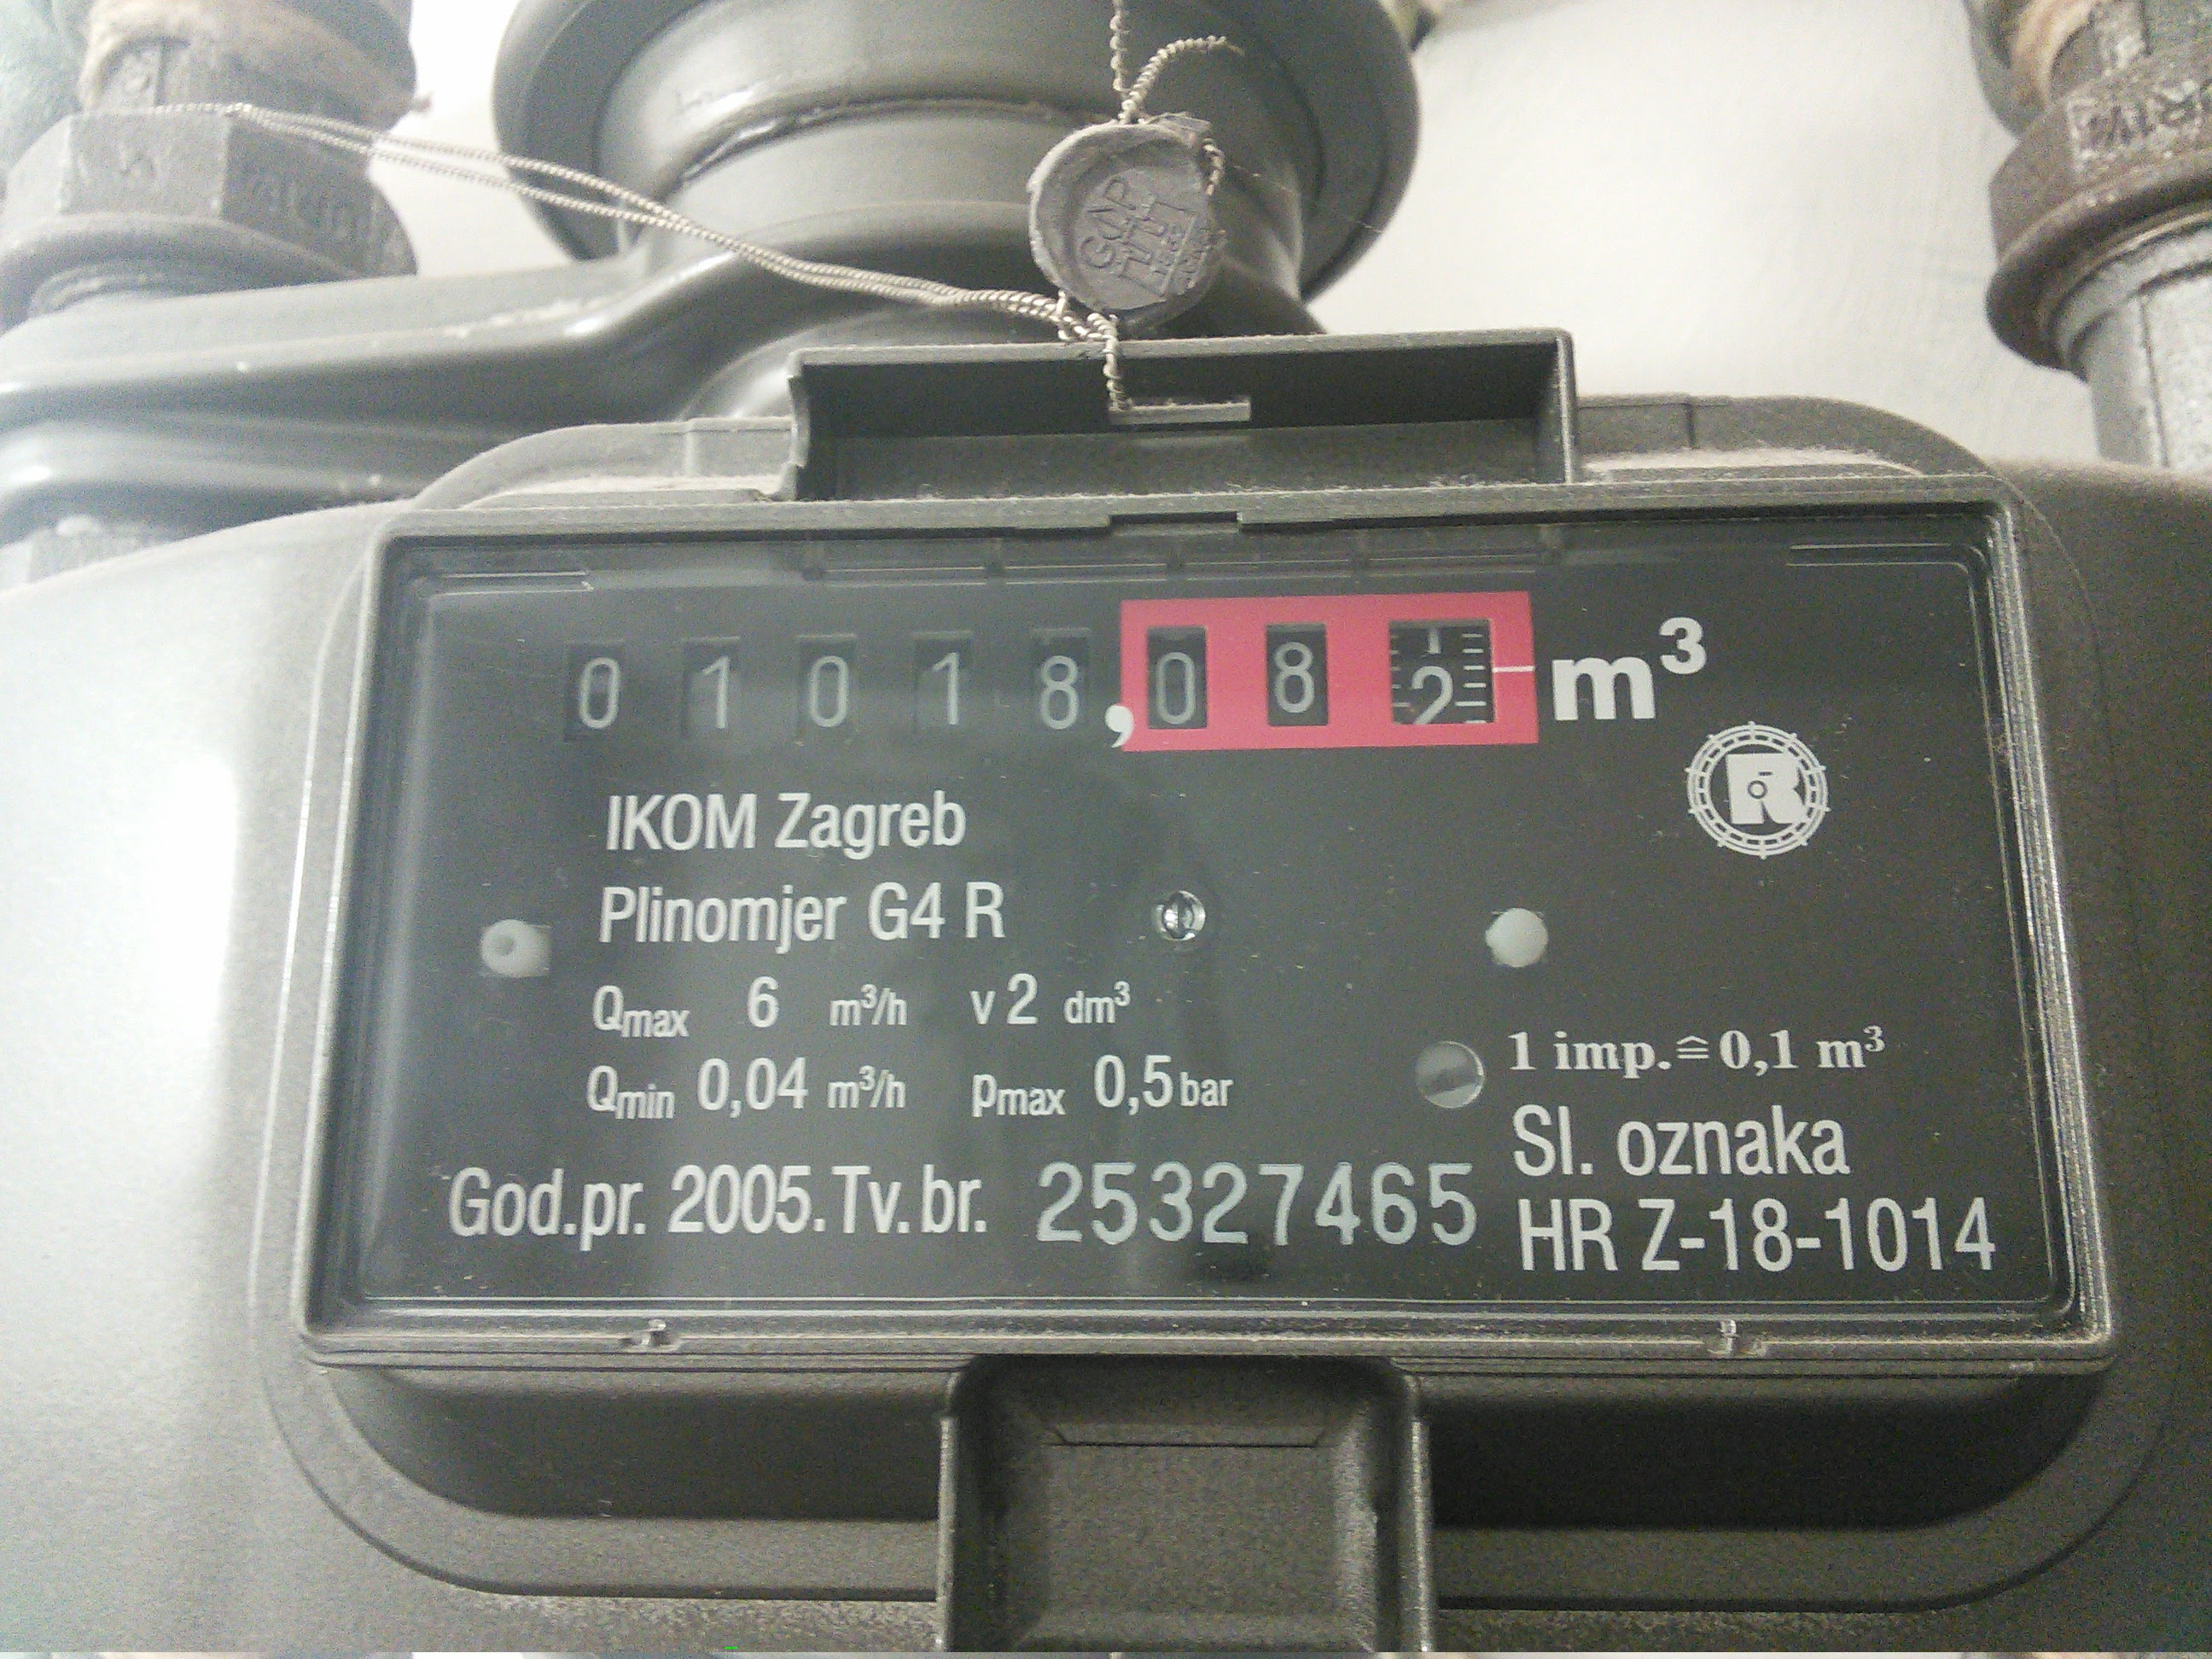 01018,082 m³
R
IKOM Zagreb
Plinomjer G4 R
Qmax 6 m³/h v 2 dm³
Qmin 0,04 m³/h pmax 0,5 bar
1 imp.≙0,1 m³
God.pr. 2005. Tv. br. 25327465
Sl. oznaka
HR Z-18-1014